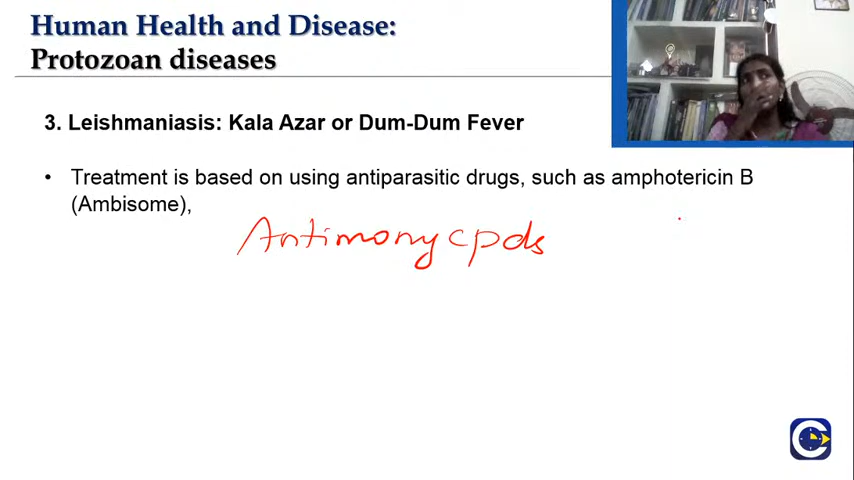 Human Health and Disease:
Protozoan diseases
3. Leishmaniasis: Kala Azar or Dum-Dum Fever
• Treatment is based on using antiparasitic drugs, such as amphotericin B
(Ambisome),
Antimony cpds